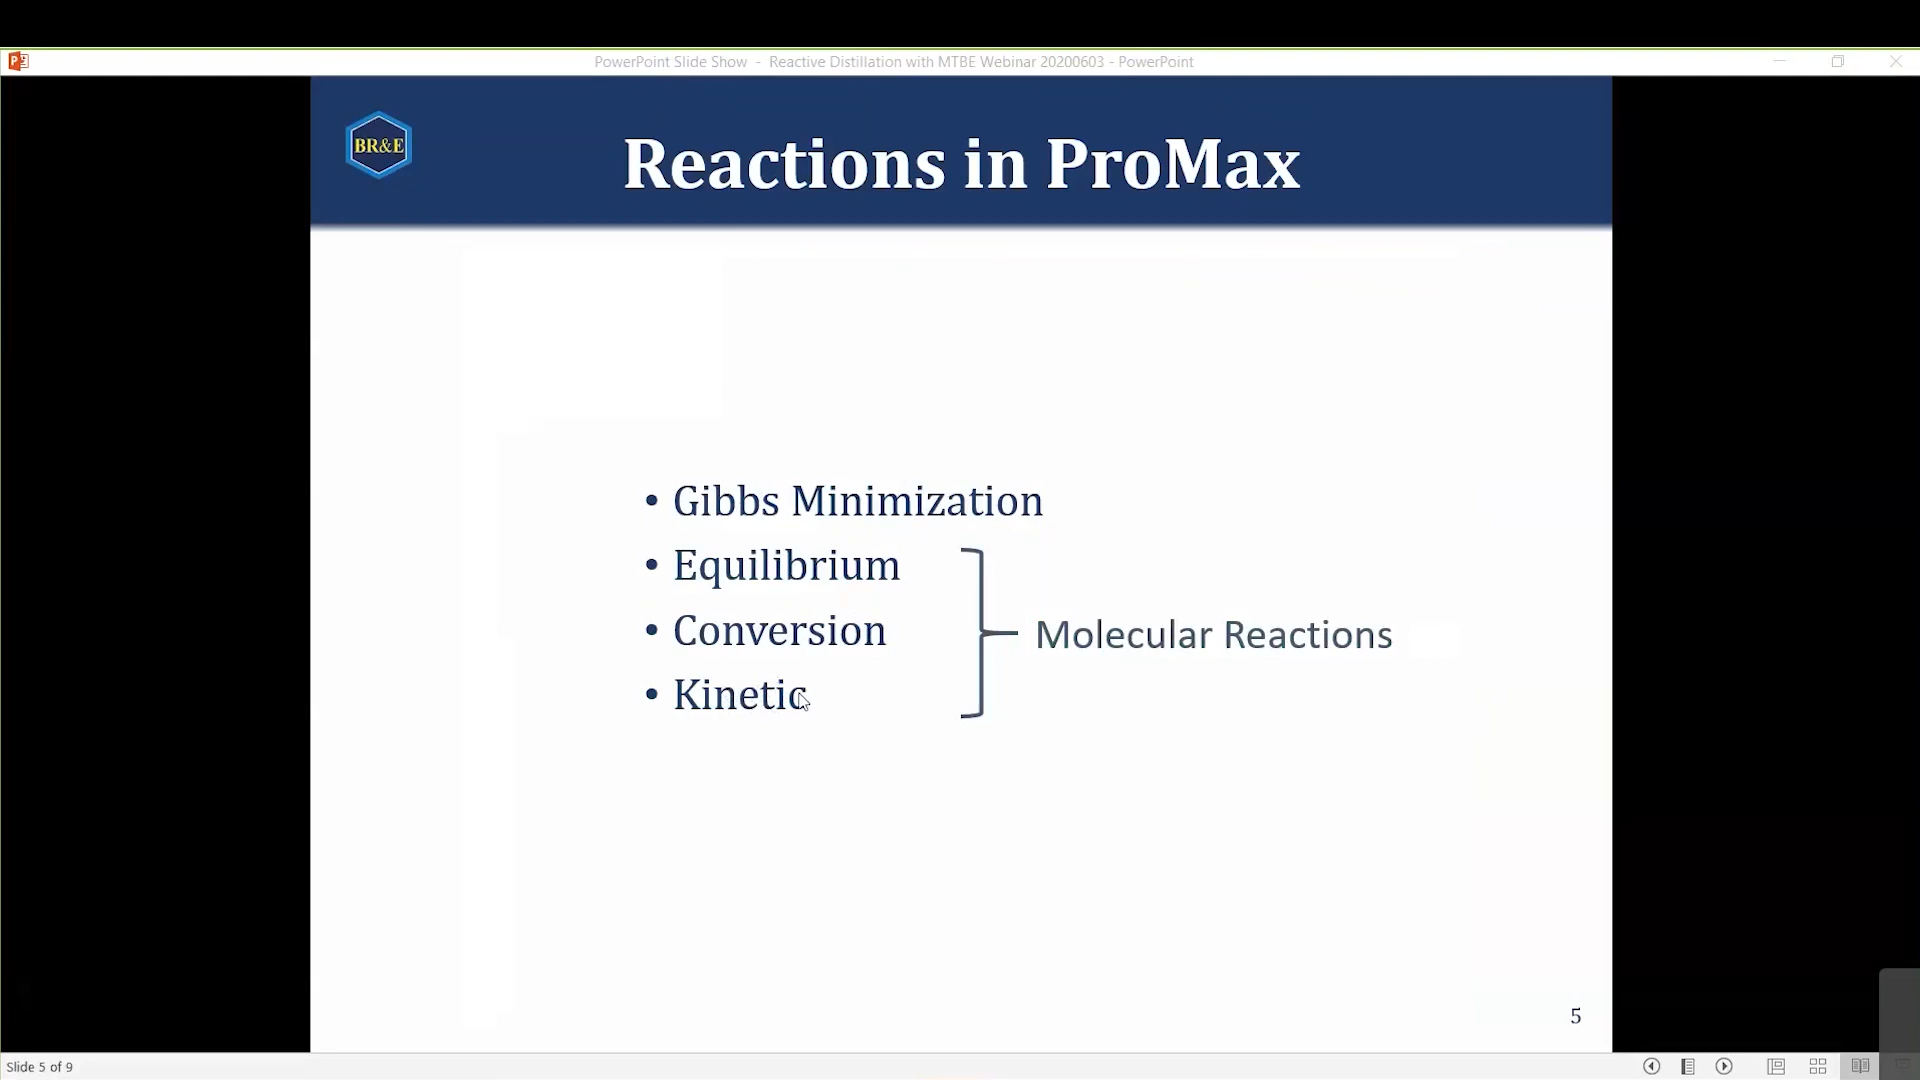 PowerPoint Slide Show - Reactive Distillation with MTBE Webinar 20200603 - PowerPoint
BR&E
Reactions in ProMax
• Gibbs Minimization
• Equilibrium
• Conversion
• Kinetic
Molecular Reactions
5
Slide 5 of 9